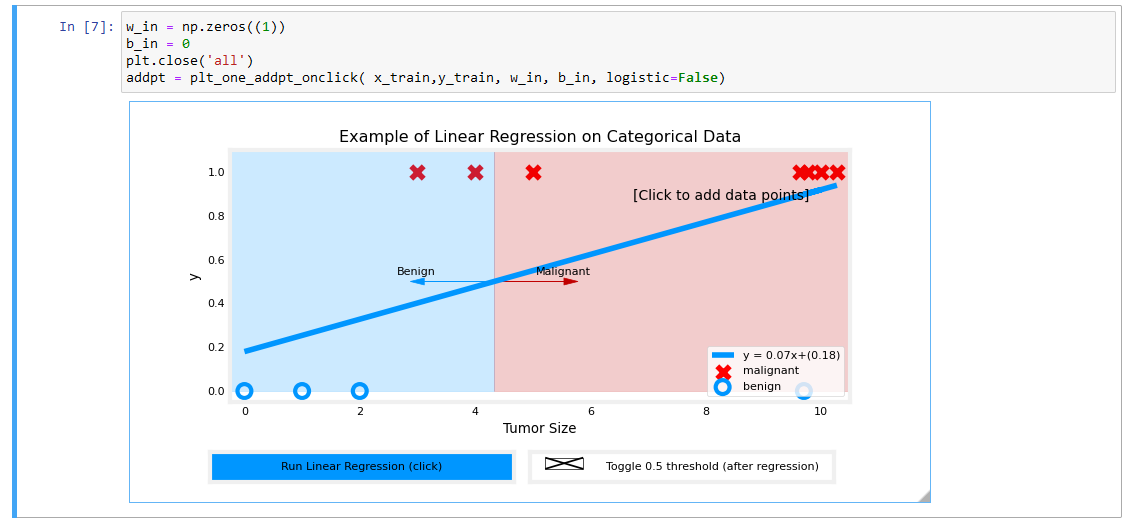 In [7]:
w_in = np.zeros((1))
b_in = 0
plt.close('all')
addpt = plt_one_addpt_onclick( x_train,y_train, w_in, b_in, logistic=False)
Example of Linear Regression on Categorical Data
1.0
[Click to add data points]
0.8
0.6
Benign
Malignant
y
0.4
0.2
y = 0.07x+(0.18)
malignant
benign
0.0
0 2 4 6 8 10
Tumor Size
Run Linear Regression (click)
Toggle 0.5 threshold (after regression)